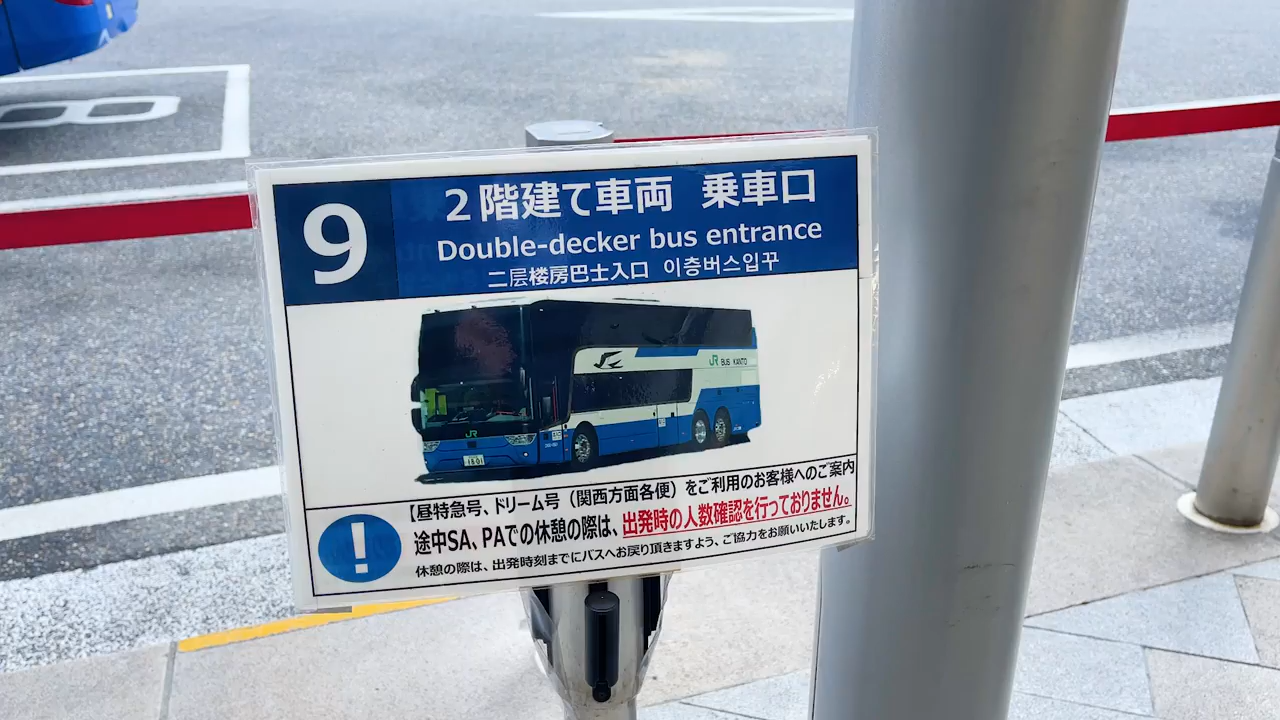 9
2階建て車両 乗車口
Double-decker bus entrance
二层楼房巴士入口 이층버스입꾸
JR BUS KANTO
JR
1801
【昼特急号、ドリーム号（関西方面各便）をご利用のお客様へのご案内
!
途中SA、PAでの休憩の際は、出発時の人数確認を行っておりません。
休憩の際は、出発時刻までにバスへお戻り頂きますよう、ご協力をお願いいたします。
8